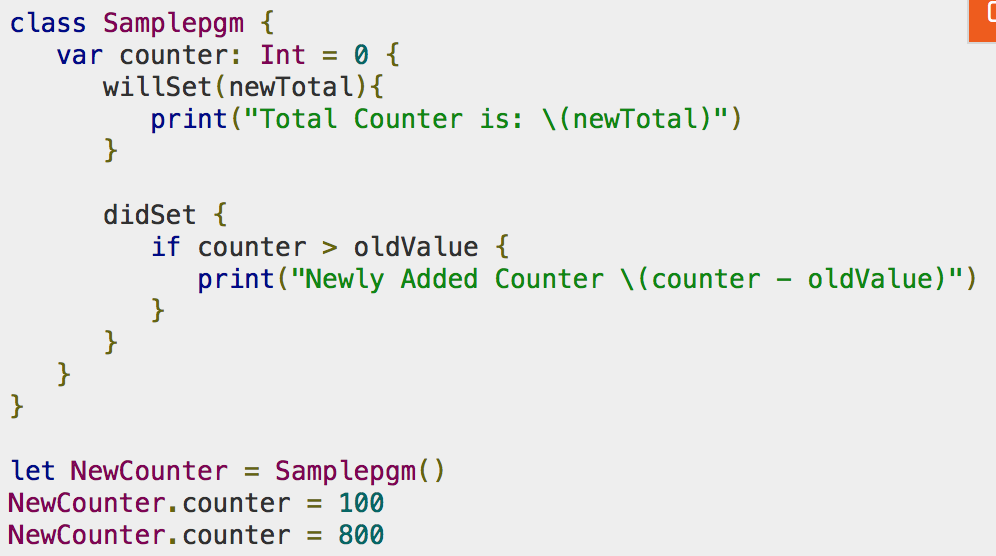 class Samplepgm {
   var counter: Int = 0 {
      willSet(newTotal){
         print("Total Counter is: \(newTotal)")
      }

      didSet {
         if counter > oldValue {
            print("Newly Added Counter \(counter - oldValue)")
         }
      }
   }
}

let NewCounter = Samplepgm()
NewCounter.counter = 100
NewCounter.counter = 800